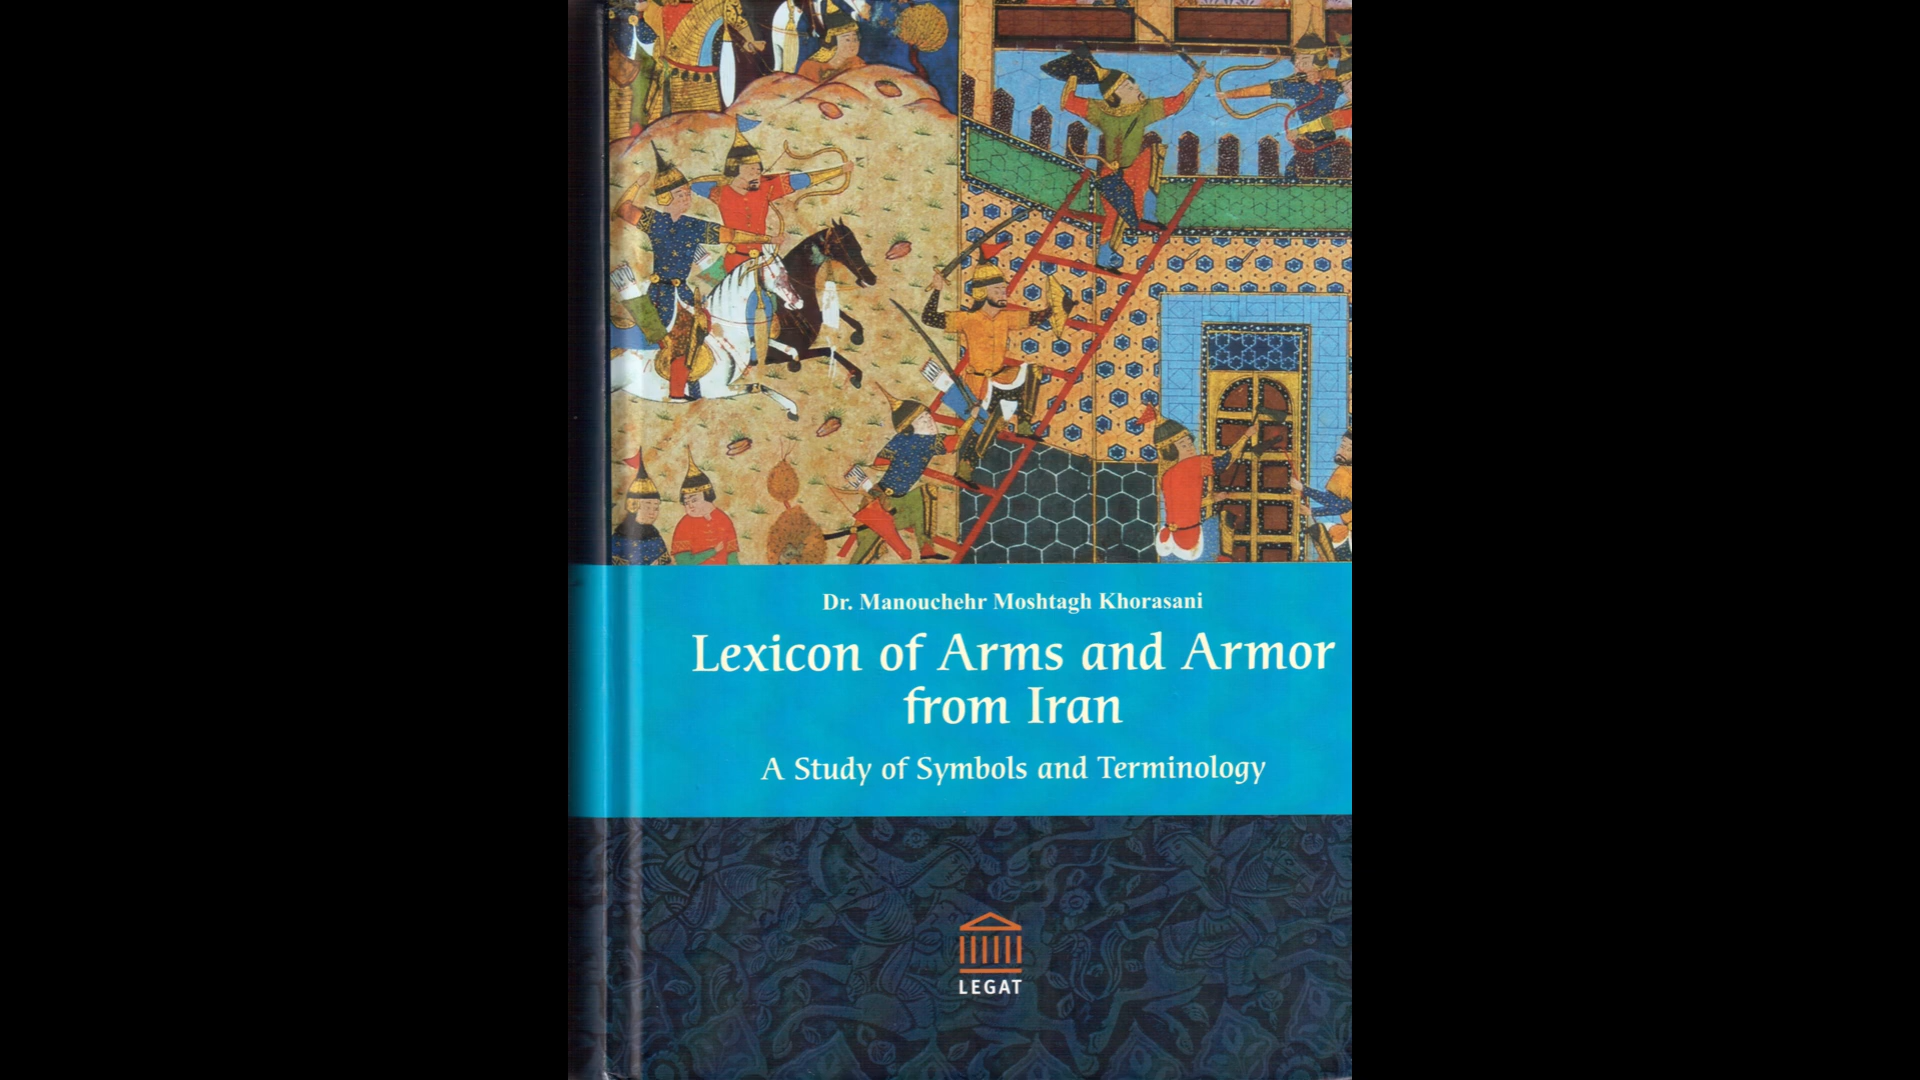 Dr. Manouchehr Moshtagh Khorasani
Lexicon of Arms and Armor
from Iran
A Study of Symbols and Terminology
LEGAT